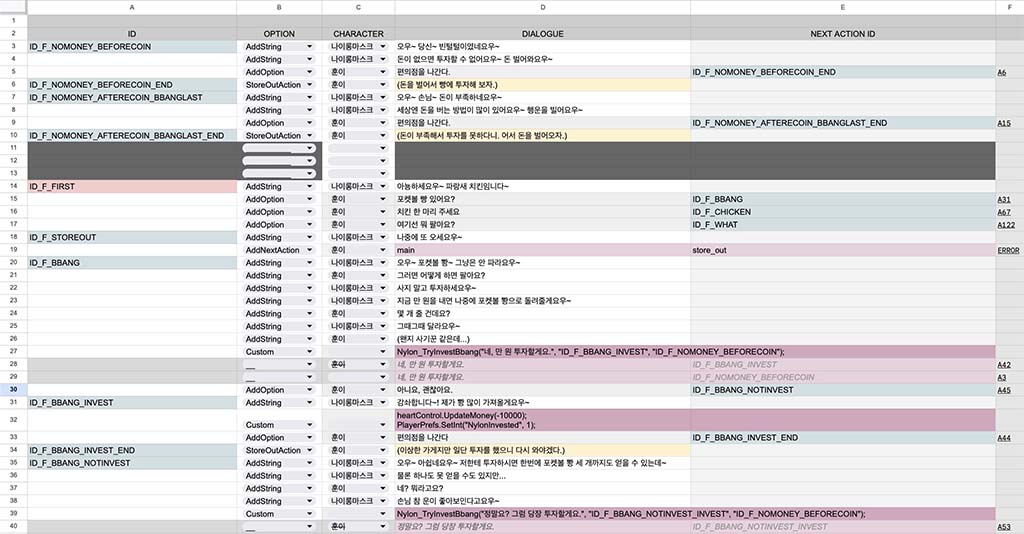 A B C D E F
1
2 ID OPTION CHARACTER DIALOGUE NEXT ACTION ID
3 ID_F_NOMONEY_BEFORECOIN AddString 나이롱마스크 오우~ 당신~ 빈털털이었네요우~
4 AddString 나이롱마스크 돈이 없으면 투자할 수 없어요우~ 돈 벌어와요우~
5 AddOption 훈이 편의점을 나간다. ID_F_NOMONEY_BEFORECOIN_END A6
6 ID_F_NOMONEY_BEFORECOIN_END StoreOutAction 훈이 (돈을 벌어서 빵에 투자해 보자.)
7 ID_F_NOMONEY_AFTERECOIN_BBANGLAST AddString 나이롱마스크 오우~ 손님~ 돈이 부족하네요우~
8 AddString 나이롱마스크 세상엔 돈을 버는 방법이 많이 있어요우~ 행운을 빌어요우~
9 AddOption 훈이 편의점을 나간다. ID_F_NOMONEY_AFTERECOIN_BBANGLAST_END A15
10 ID_F_NOMONEY_AFTERECOIN_BBANGLAST_END StoreOutAction 훈이 (돈이 부족해서 투자를 못하다니. 어서 돈을 벌어오자.)
11
12
13
14 ID_F_FIRST AddString 나이롱마스크 아뇽하세요우~ 파랑새 치킨임니다~
15 AddOption 훈이 포켓볼 빵 있어요? ID_F_BBANG A31
16 AddOption 훈이 치킨 한 마리 주세요 ID_F_CHICKEN A67
17 AddOption 훈이 여기선 뭐 팔아요? ID_F_WHAT A122
18 ID_F_STOREOUT AddString 나이롱마스크 나중에 또 오세요우~
19 AddNextAction 훈이 main store_out ERROR
20 ID_F_BBANG AddString 나이롱마스크 오우~ 포켓볼 빵~ 그냥은 안 파라요우~
21 AddString 훈이 그러면 어떻게 하면 팔아요?
22 AddString 나이롱마스크 사지 말고 투자하세요우~
23 AddString 나이롱마스크 지금 만 원을 내면 나중에 포켓볼 빵으로 돌려줄게요우~
24 AddString 훈이 몇 개 줄 건데요?
25 AddString 나이롱마스크 그때그때 달라요우~
26 AddString 훈이 (왠지 사기꾼 같은데...)
27 Custom Nylon_TryInvestBbang("네, 만 원 투자할게요.", "ID_F_BBANG_INVEST", "ID_F_NOMONEY_BEFORECOIN");
28 __ 훈이 네, 만 원 투자할게요. ID_F_BBANG_INVEST A42
29 __ 네, 만 원 투자할게요. ID_F_NOMONEY_BEFORECOIN A3
30 AddOption 훈이 아니요, 괜찮아요. ID_F_BBANG_NOTINVEST A45
31 ID_F_BBANG_INVEST AddString 나이롱마스크 감솨합니다~! 제가 빵 많이 가져올게요우~
heartControl.UpdateMoney(-10000);
32 Custom PlayerPrefs.SetInt("NylonInvested", 1);
33 AddOption 훈이 편의점을 나간다 ID_F_BBANG_INVEST_END A44
34 ID_F_BBANG_INVEST_END StoreOutAction 훈이 (이상한 가게지만 일단 투자를 했으니 다시 와야겠다.)
35 ID_F_BBANG_NOTINVEST AddString 나이롱마스크 오우~ 아쉽네요우~ 저한테 투자하시면 한번에 포켓볼 빵 세 개까지도 얻을 수 있는데~
36 AddString 나이롱마스크 물론 하나도 못 얻을 수도 있지만...
37 AddString 훈이 네? 뭐라고요?
38 AddString 나이롱마스크 손님 참 운이 좋아보인다고요우~
39 Custom Nylon_TryInvestBbang("정말요? 그럼 당장 투자할게요.", "ID_F_BBANG_NOTINVEST_INVEST", "ID_F_NOMONEY_BEFORECOIN");
40 __ 훈이 정말요? 그럼 당장 투자할게요. ID_F_BBANG_NOTINVEST_INVEST A53